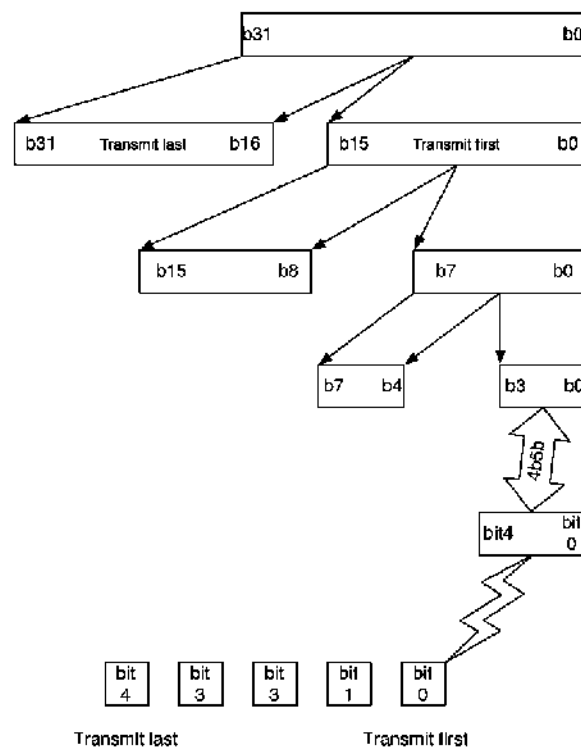 b31 b0
b31 Transmit last b16 b15 Transmit first b0
b15 b8 b7 b0
b7 b4 b3 b0
4b5b
bit4 bit 0
bit 4 bit 3 bit 3 bit 1 bit 0
Transmit last Transmit first